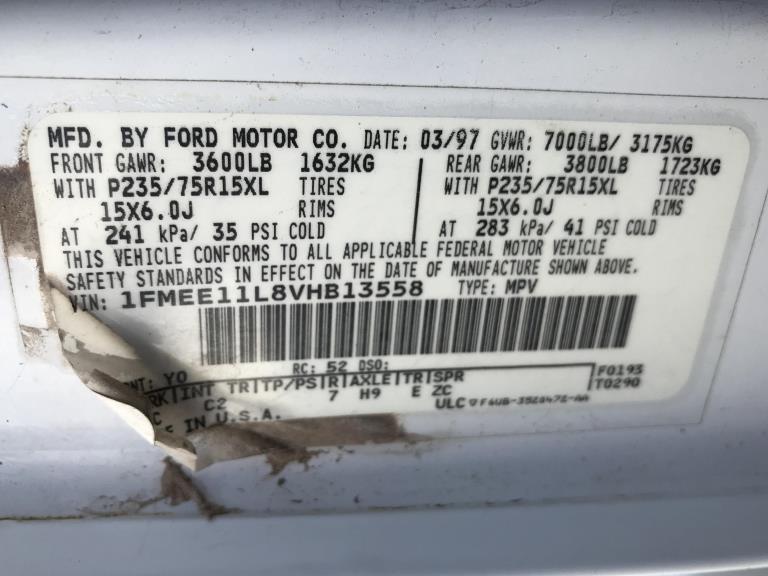 MFD. BY FORD MOTOR CO. DATE: 03/97 GVWR: 7000LB/ 3175KG
FRONT GAWR: 3600LB 1632KG REAR GAWR: 3800LB 1723KG
WITH P235/75R15XL TIRES WITH P235/75R15XL TIRES
15X6.0J RIMS 15X6.0J RIMS
AT 241 kPa/ 35 PSI COLD AT 283 kPa/ 41 PSI COLD
THIS VEHICLE CONFORMS TO ALL APPLICABLE FEDERAL MOTOR VEHICLE
SAFETY STANDARDS IN EFFECT ON THE DATE OF MANUFACTURE SHOWN ABOVE.
VIN: 1FMEE11L8VHB13558 TYPE: MPV
YO RC: 52 DSO: F0193
RK INT TR TP/PS R AXLE TR SPR T0290
C C2 7 H9 E ZC
IN U.S.A. ULC